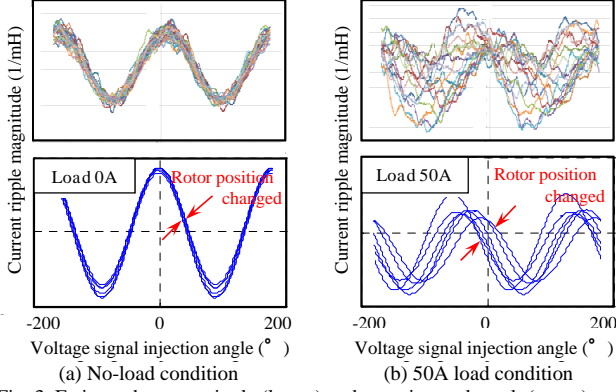 Current ripple magnitude (1/mH)
Load 0A
Rotor position
changed
-200
0
200
Voltage signal injection angle (° )
(a) No-load condition
Current ripple magnitude (1/mH)
Load 50A
Rotor position
changed
-200
0
200
Voltage signal injection angle (° )
(b) 50A load condition